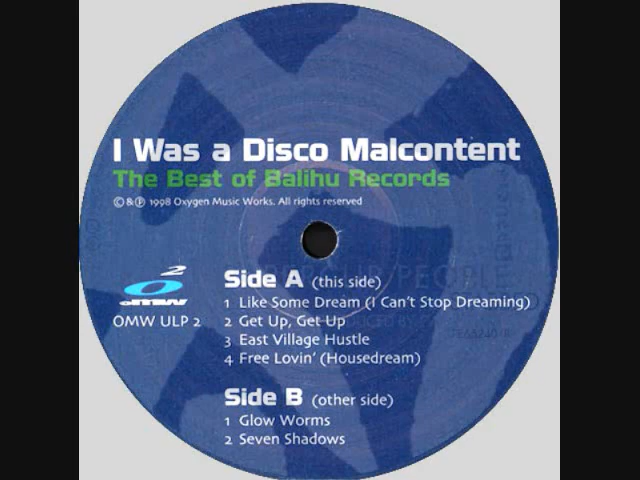 I Was a Disco Malcontent
The Best of Balihu Records
© & ℗ 1998 Oxygen Music Works. All rights reserved
2
omw
OMW ULP 2
Side A (this side)
1 Like Some Dream (I Can't Stop Dreaming)
2 Get Up, Get Up
3 East Village Hustle
4 Free Lovin' (Housedream)
Side B (other side)
1 Glow Worms
2 Seven Shadows